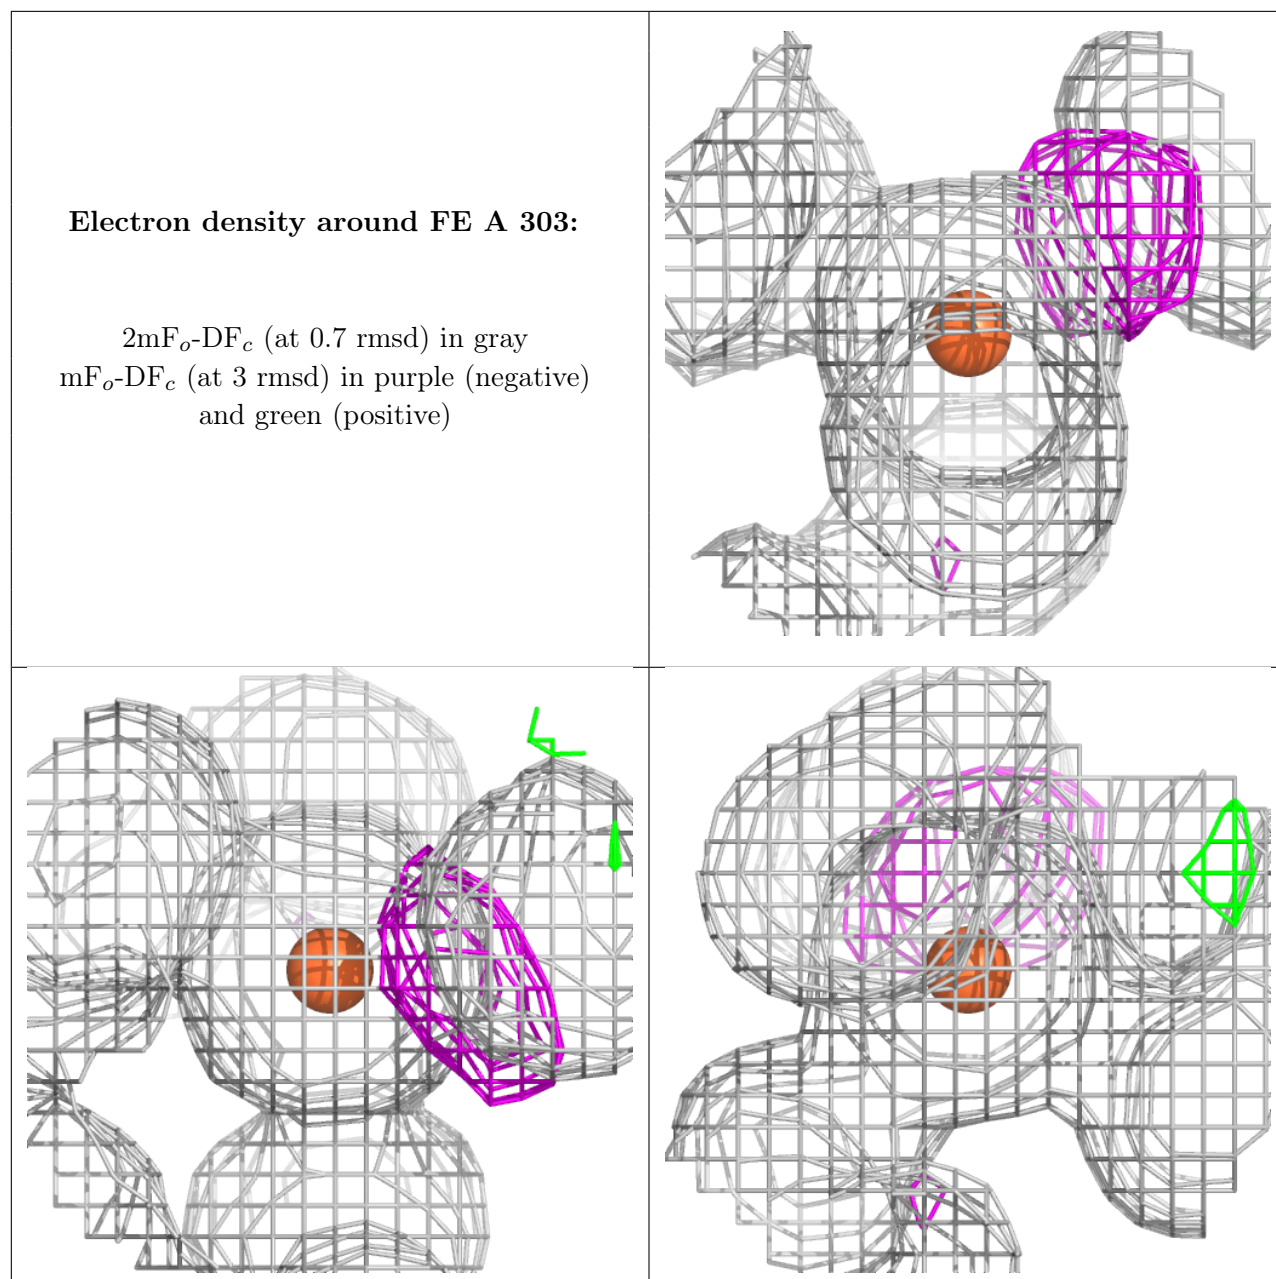 Electron density around FE A 303:
2mFo-DFc (at 0.7 rmsd) in gray
mFo-DFc (at 3 rmsd) in purple (negative)
and green (positive)